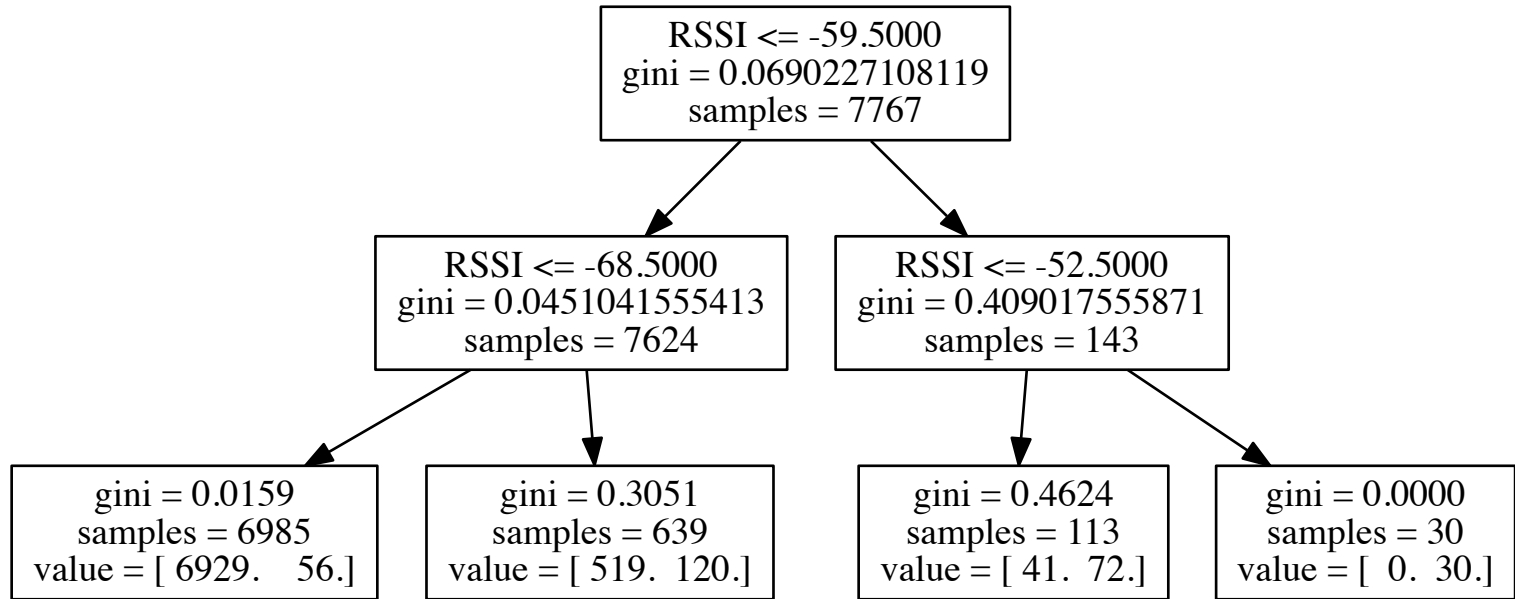 RSSI <= -59.5000
gini = 0.0690227108119
samples = 7767
RSSI <= -68.5000
gini = 0.0451041555413
samples = 7624
RSSI <= -52.5000
gini = 0.409017555871
samples = 143
gini = 0.0159
samples = 6985
value = [ 6929.    56.]
gini = 0.3051
samples = 639
value = [ 519.  120.]
gini = 0.4624
samples = 113
value = [ 41.  72.]
gini = 0.0000
samples = 30
value = [  0.  30.]